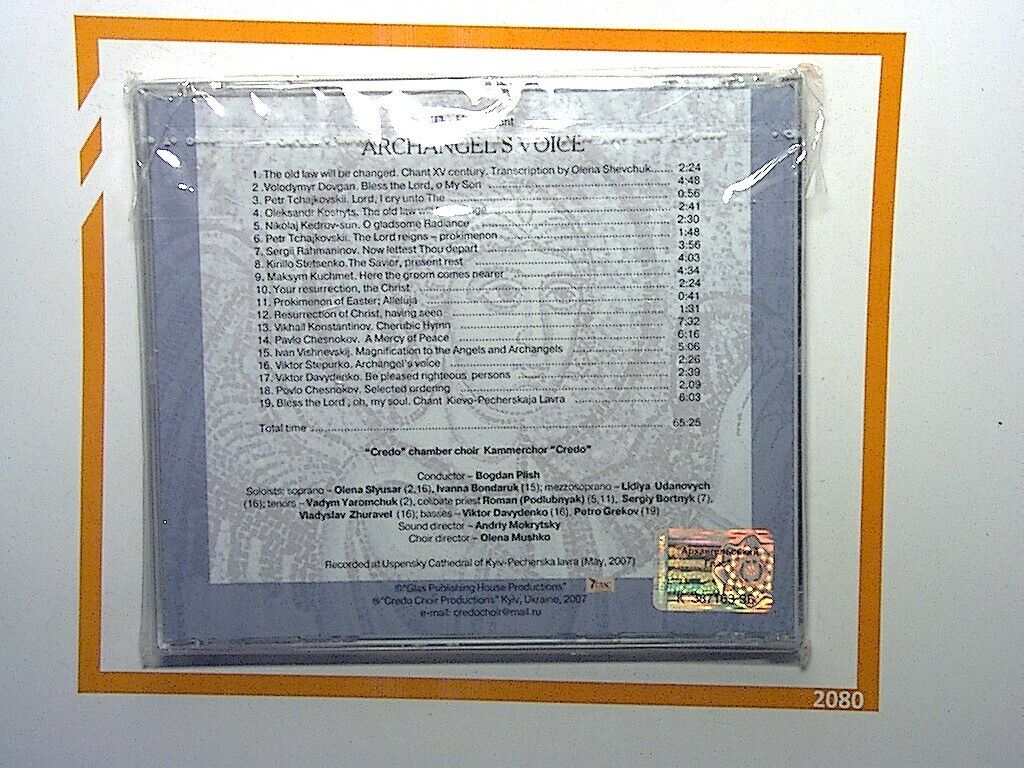 ARCHANGEL'S VOICE
1. The old law will be changed. Chant XV century. Transcription by Olena Shevchuk...... 2:24
2 .Volodymyr Dovgan. Bless the Lord, o My Son 4:48
3. Petr Tchajkovskii. Lord, I cry unto The 0:56
4. Oleksandr Koshyts. The old law 2:41
5. Nikolaj Kedrov-sun. O gladsome Radiance 2:30
6. Petr Tchajkovskii. The Lord reigns – prokimenon 1:48
7. Sergii Rahmaninov. Now lettest Thou depart 3:56
8. Kirillo Stetsenko. The Savior, present rest 4:03
9. Maksym Kuchmet. Here the groom comes nearer 4:34
10. Your resurrection, the Christ 2:24
11. Prokimenon of Easter; Alleluja 0:41
12. Resurrection of Christ, having seen 1:31
13. Vikhail Konstantinov. Cherubic Hymn 7:32
14. Pavlo Chesnokov. A Mercy of Peace 6:16
15. Ivan Vishnevskij. Magnification to the Angels and Archangels 5:06
16. Viktor Stepurko. Archangel's voice 2:26
17. Viktor Davydenko. Be pleased righteous persons 2:39
18. Pavlo Chesnokov. Selected ordering 2,09
19. Bless the Lord , oh, my soul. Chant Kievo-Pecherskaja Lavra 6:03
Total time 65:25
"Credo" chamber choir Kammerchor "Credo"
Conductor – Bogdan Plish
Soloists: soprano – Olena Slyusar (2,16), Ivanna Bondaruk (15); mezzosoprano – Lidiya Udanovych
(16); tenors – Vadym Yaromchuk (2), celibate priest Roman (Podlubnyak) (5,11), Sergiy Bortnyk (7),
Vladyslav Zhuravel (16); basses – Viktor Davydenko (16), Petro Grekov (19)
Sound director – Andriy Mokrytsky
Choir director – Olena Mushko
Recorded at Uspensky Cathedral of Kyiv-Pecherska lavra (May, 2007)
℗"Glas Publishing House Productions"
©"Credo Choir Productions" Kyiv, Ukraine, 2007
e-mail: credochoir@mail.ru
Архангельский
2080